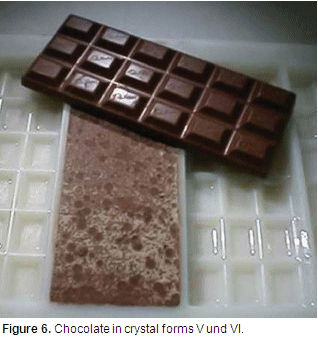 Figure 6. Chocolate in crystal forms V und VI.